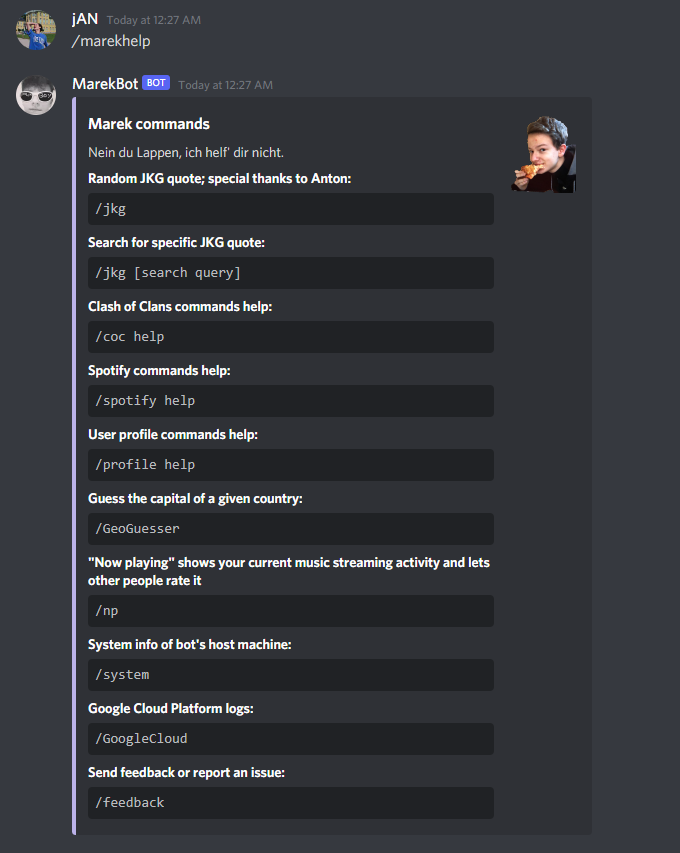 jAN Today at 12:27 AM
/marekhelp
MarekBot BOT Today at 12:27 AM
Marek commands
Nein du Lappen, ich helf' dir nicht.
Random JKG quote; special thanks to Anton:
/jkg
Search for specific JKG quote:
/jkg [search query]
Clash of Clans commands help:
/coc help
Spotify commands help:
/spotify help
User profile commands help:
/profile help
Guess the capital of a given country:
/GeoGuesser
"Now playing" shows your current music streaming activity and lets
other people rate it
/np
System info of bot's host machine:
/system
Google Cloud Platform logs:
/GoogleCloud
Send feedback or report an issue:
/feedback